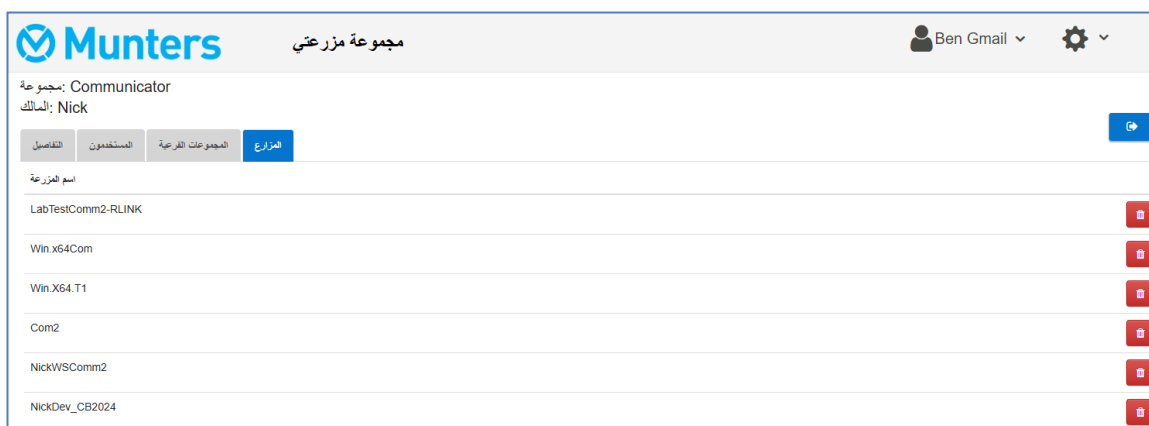 Munters
مجموعة مزرعتي
Ben Gmail
مجموعة: Communicator
المالك: Nick
التفاصيل
المستخدمون
المجموعات الفرعية
المزارع
اسم المزرعة
LabTestComm2-RLINK
Win.x64Com
Win.X64.T1
Com2
NickWSComm2
NickDev_CB2024